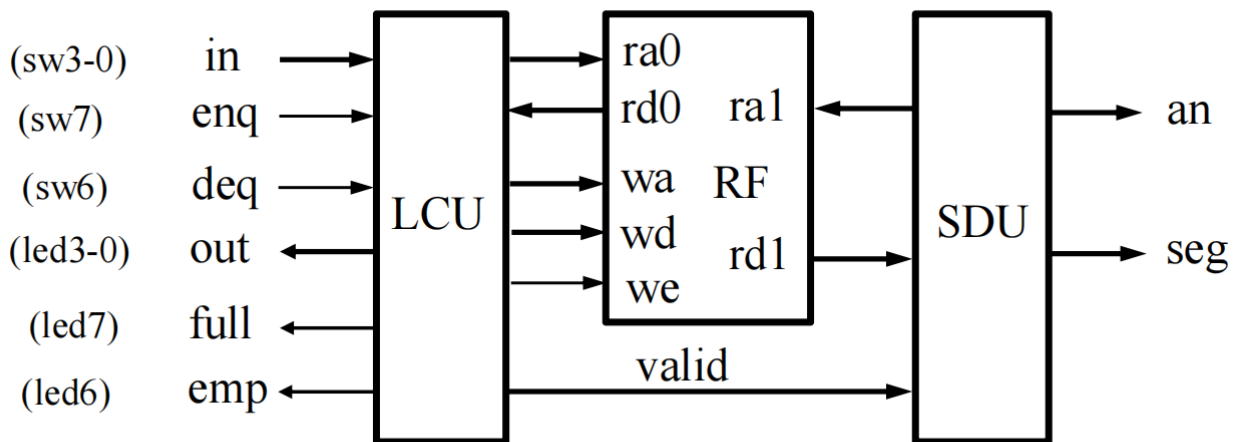 (sw3-0) in
(sw7) enq
(sw6) deq
(led3-0) out
(led7) full
(led6) emp
LCU
ra0
rd0
wa
wd
we
ra1
RF
rd1
valid
SDU
an
seg